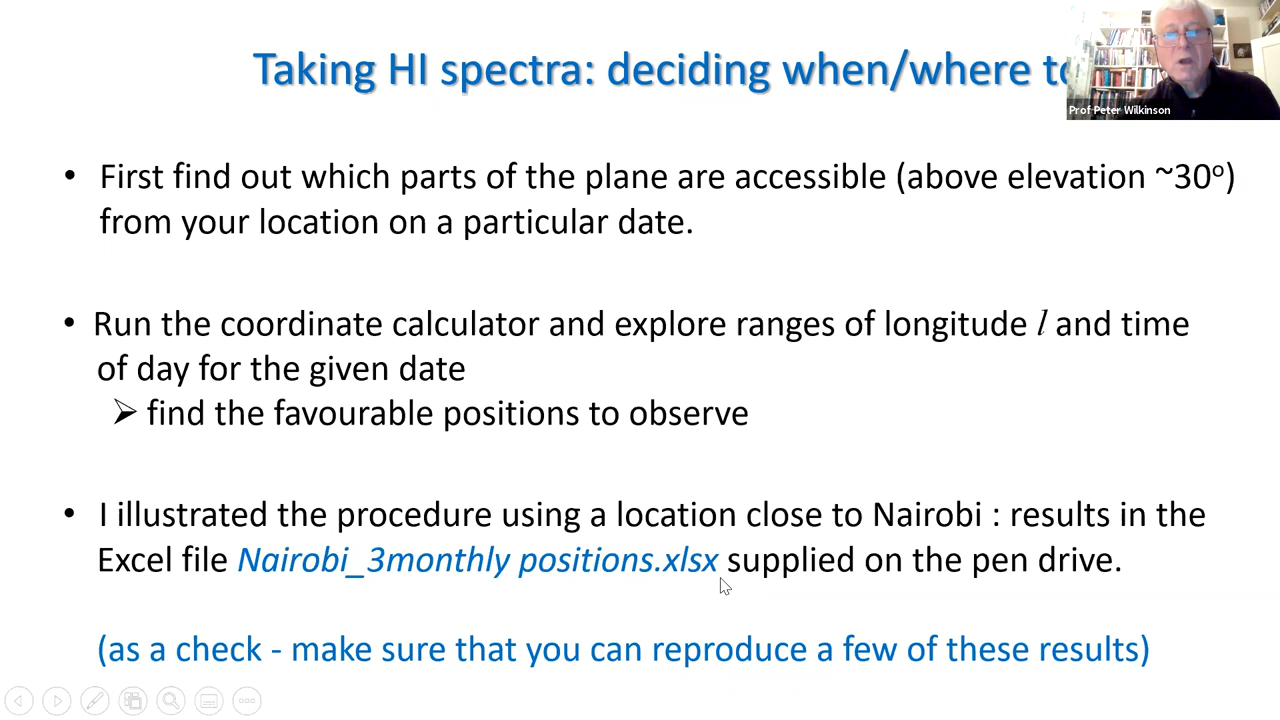 Taking HI spectra: deciding when/where to
Prof Peter Wilkinson
• First find out which parts of the plane are accessible (above elevation ~30º)
from your location on a particular date.
• Run the coordinate calculator and explore ranges of longitude l and time
of day for the given date
➢ find the favourable positions to observe
• I illustrated the procedure using a location close to Nairobi : results in the
Excel file Nairobi_3monthly positions.xlsx supplied on the pen drive.
(as a check - make sure that you can reproduce a few of these results)